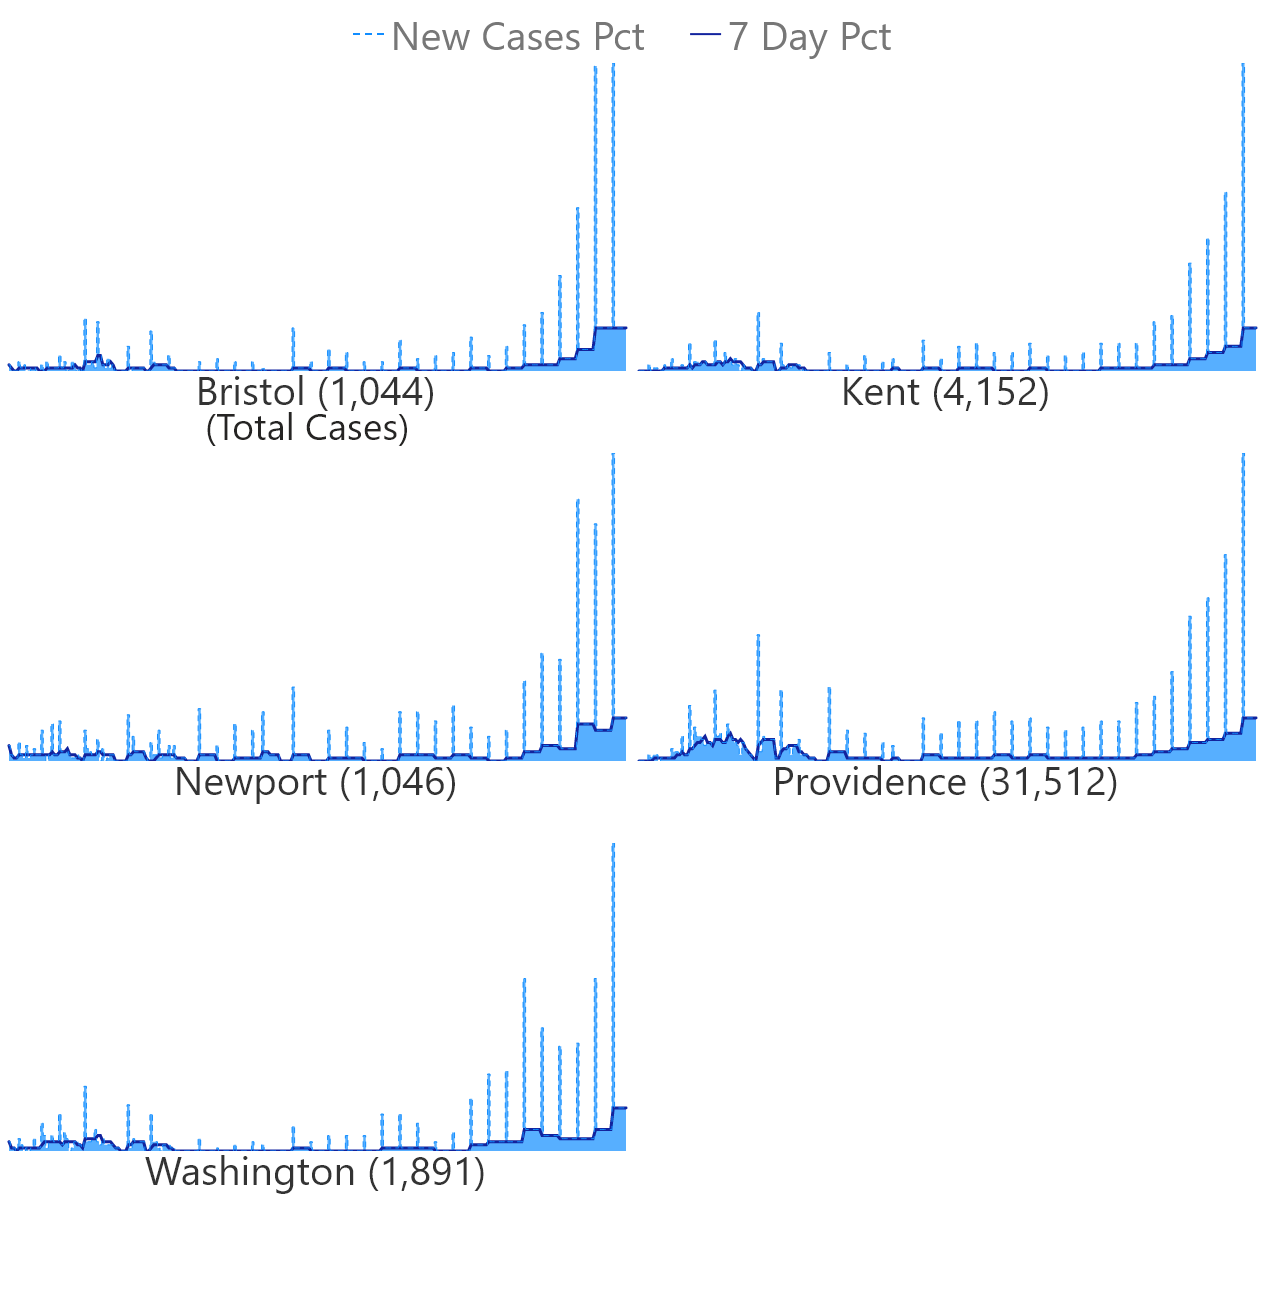 New Cases Pct 7 Day Pct
Bristol (1,044) Kent (4,152)
(Total Cases)
Newport (1,046) Providence (31,512)
Washington (1,891)